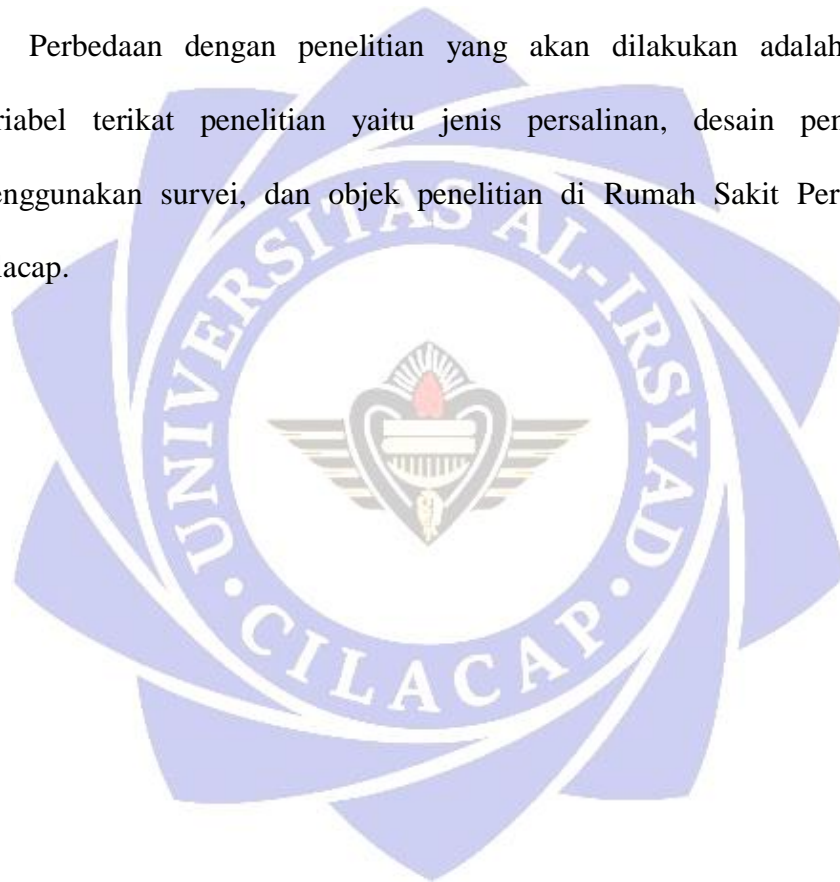 Perbedaan dengan penelitian yang akan dilakukan adalah
riabel terikat penelitian yaitu jenis persalinan, desain pen
enggunakan survei, dan objek penelitian di Rumah Sakit Per
lacap.
UNIVERSITAS AL-IRSYAD
CILACAP